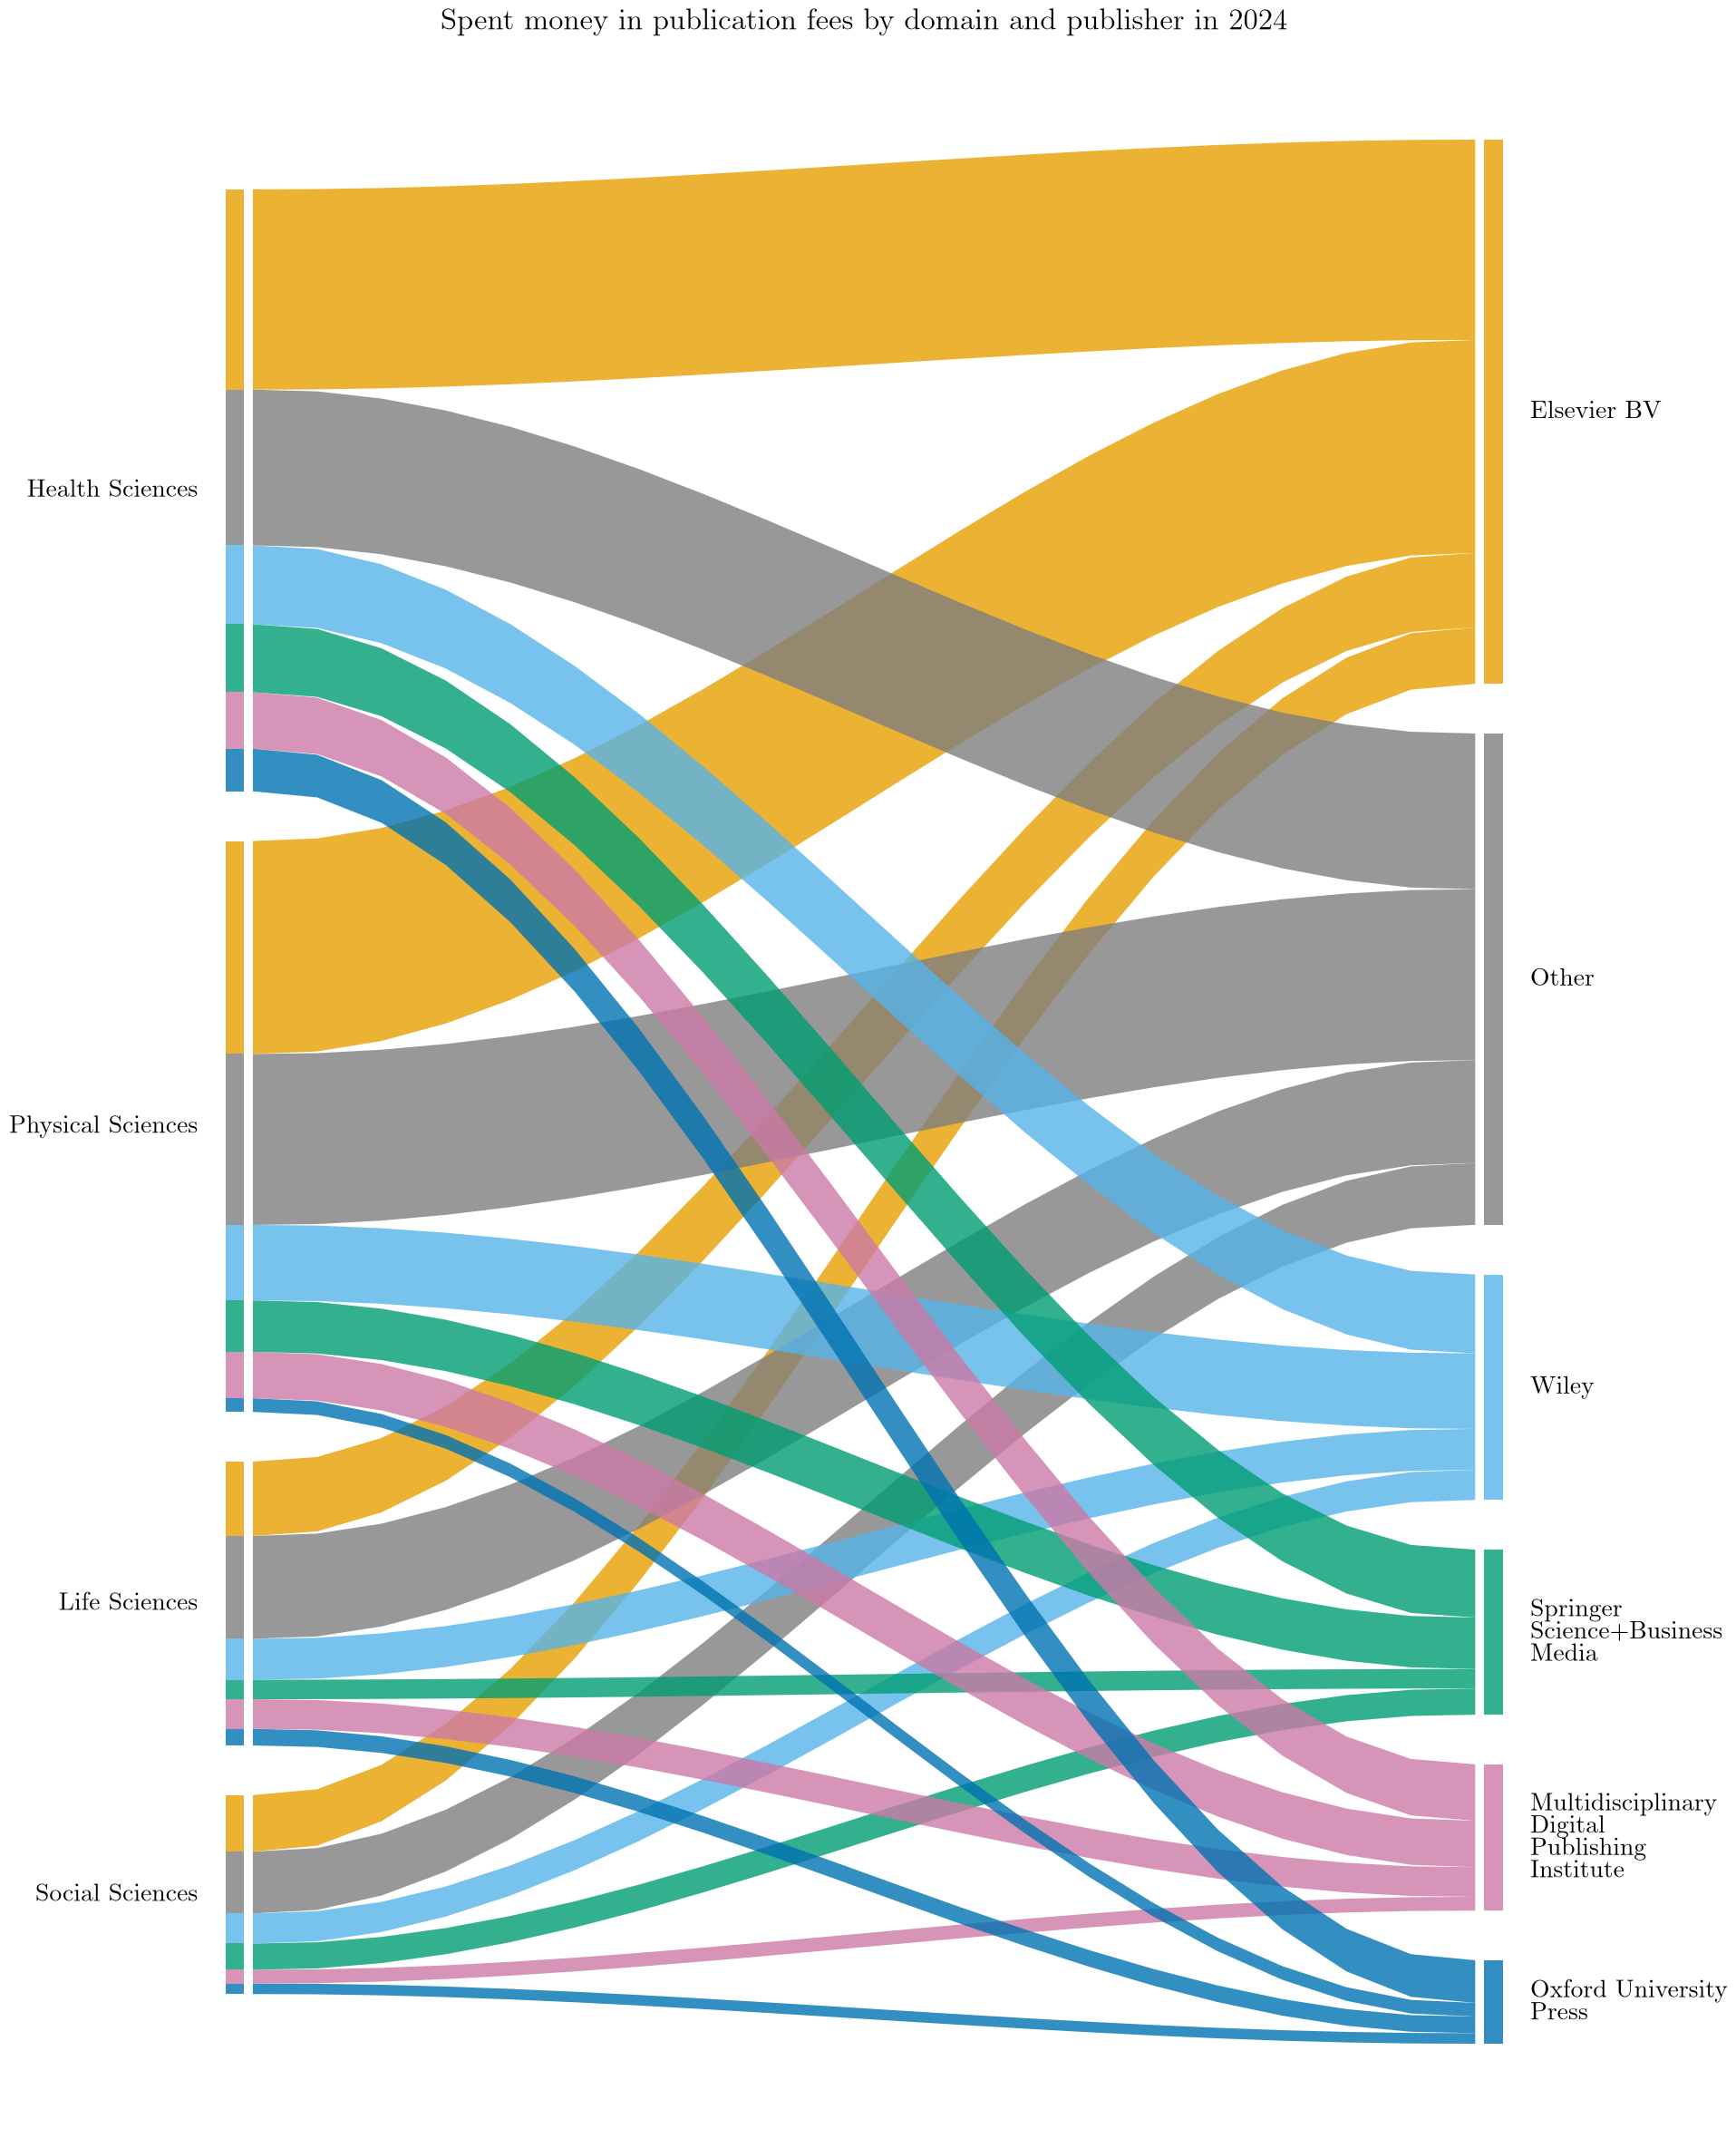 Spent money in publication fees by domain and publisher in 2024
Health Sciences
Physical Sciences
Life Sciences
Social Sciences
Elsevier BV
Other
Wiley
Springer
Science+Business
Media
Multidisciplinary
Digital
Publishing
Institute
Oxford University
Press